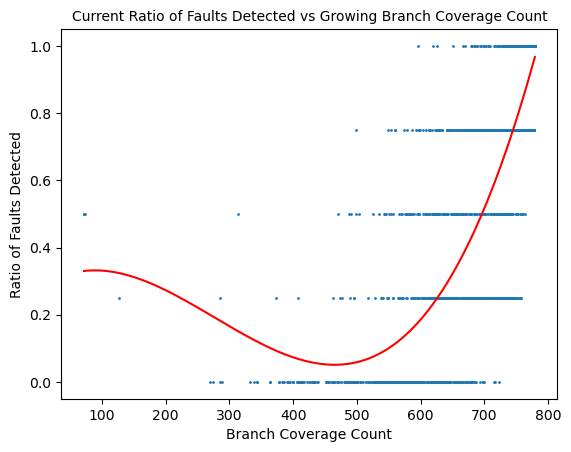 Current Ratio of Faults Detected vs Growing Branch Coverage Count
Ratio of Faults Detected
1.0
0.8
0.6
0.4
0.2
0.0
100 200 300 400 500 600 700 800
Branch Coverage Count